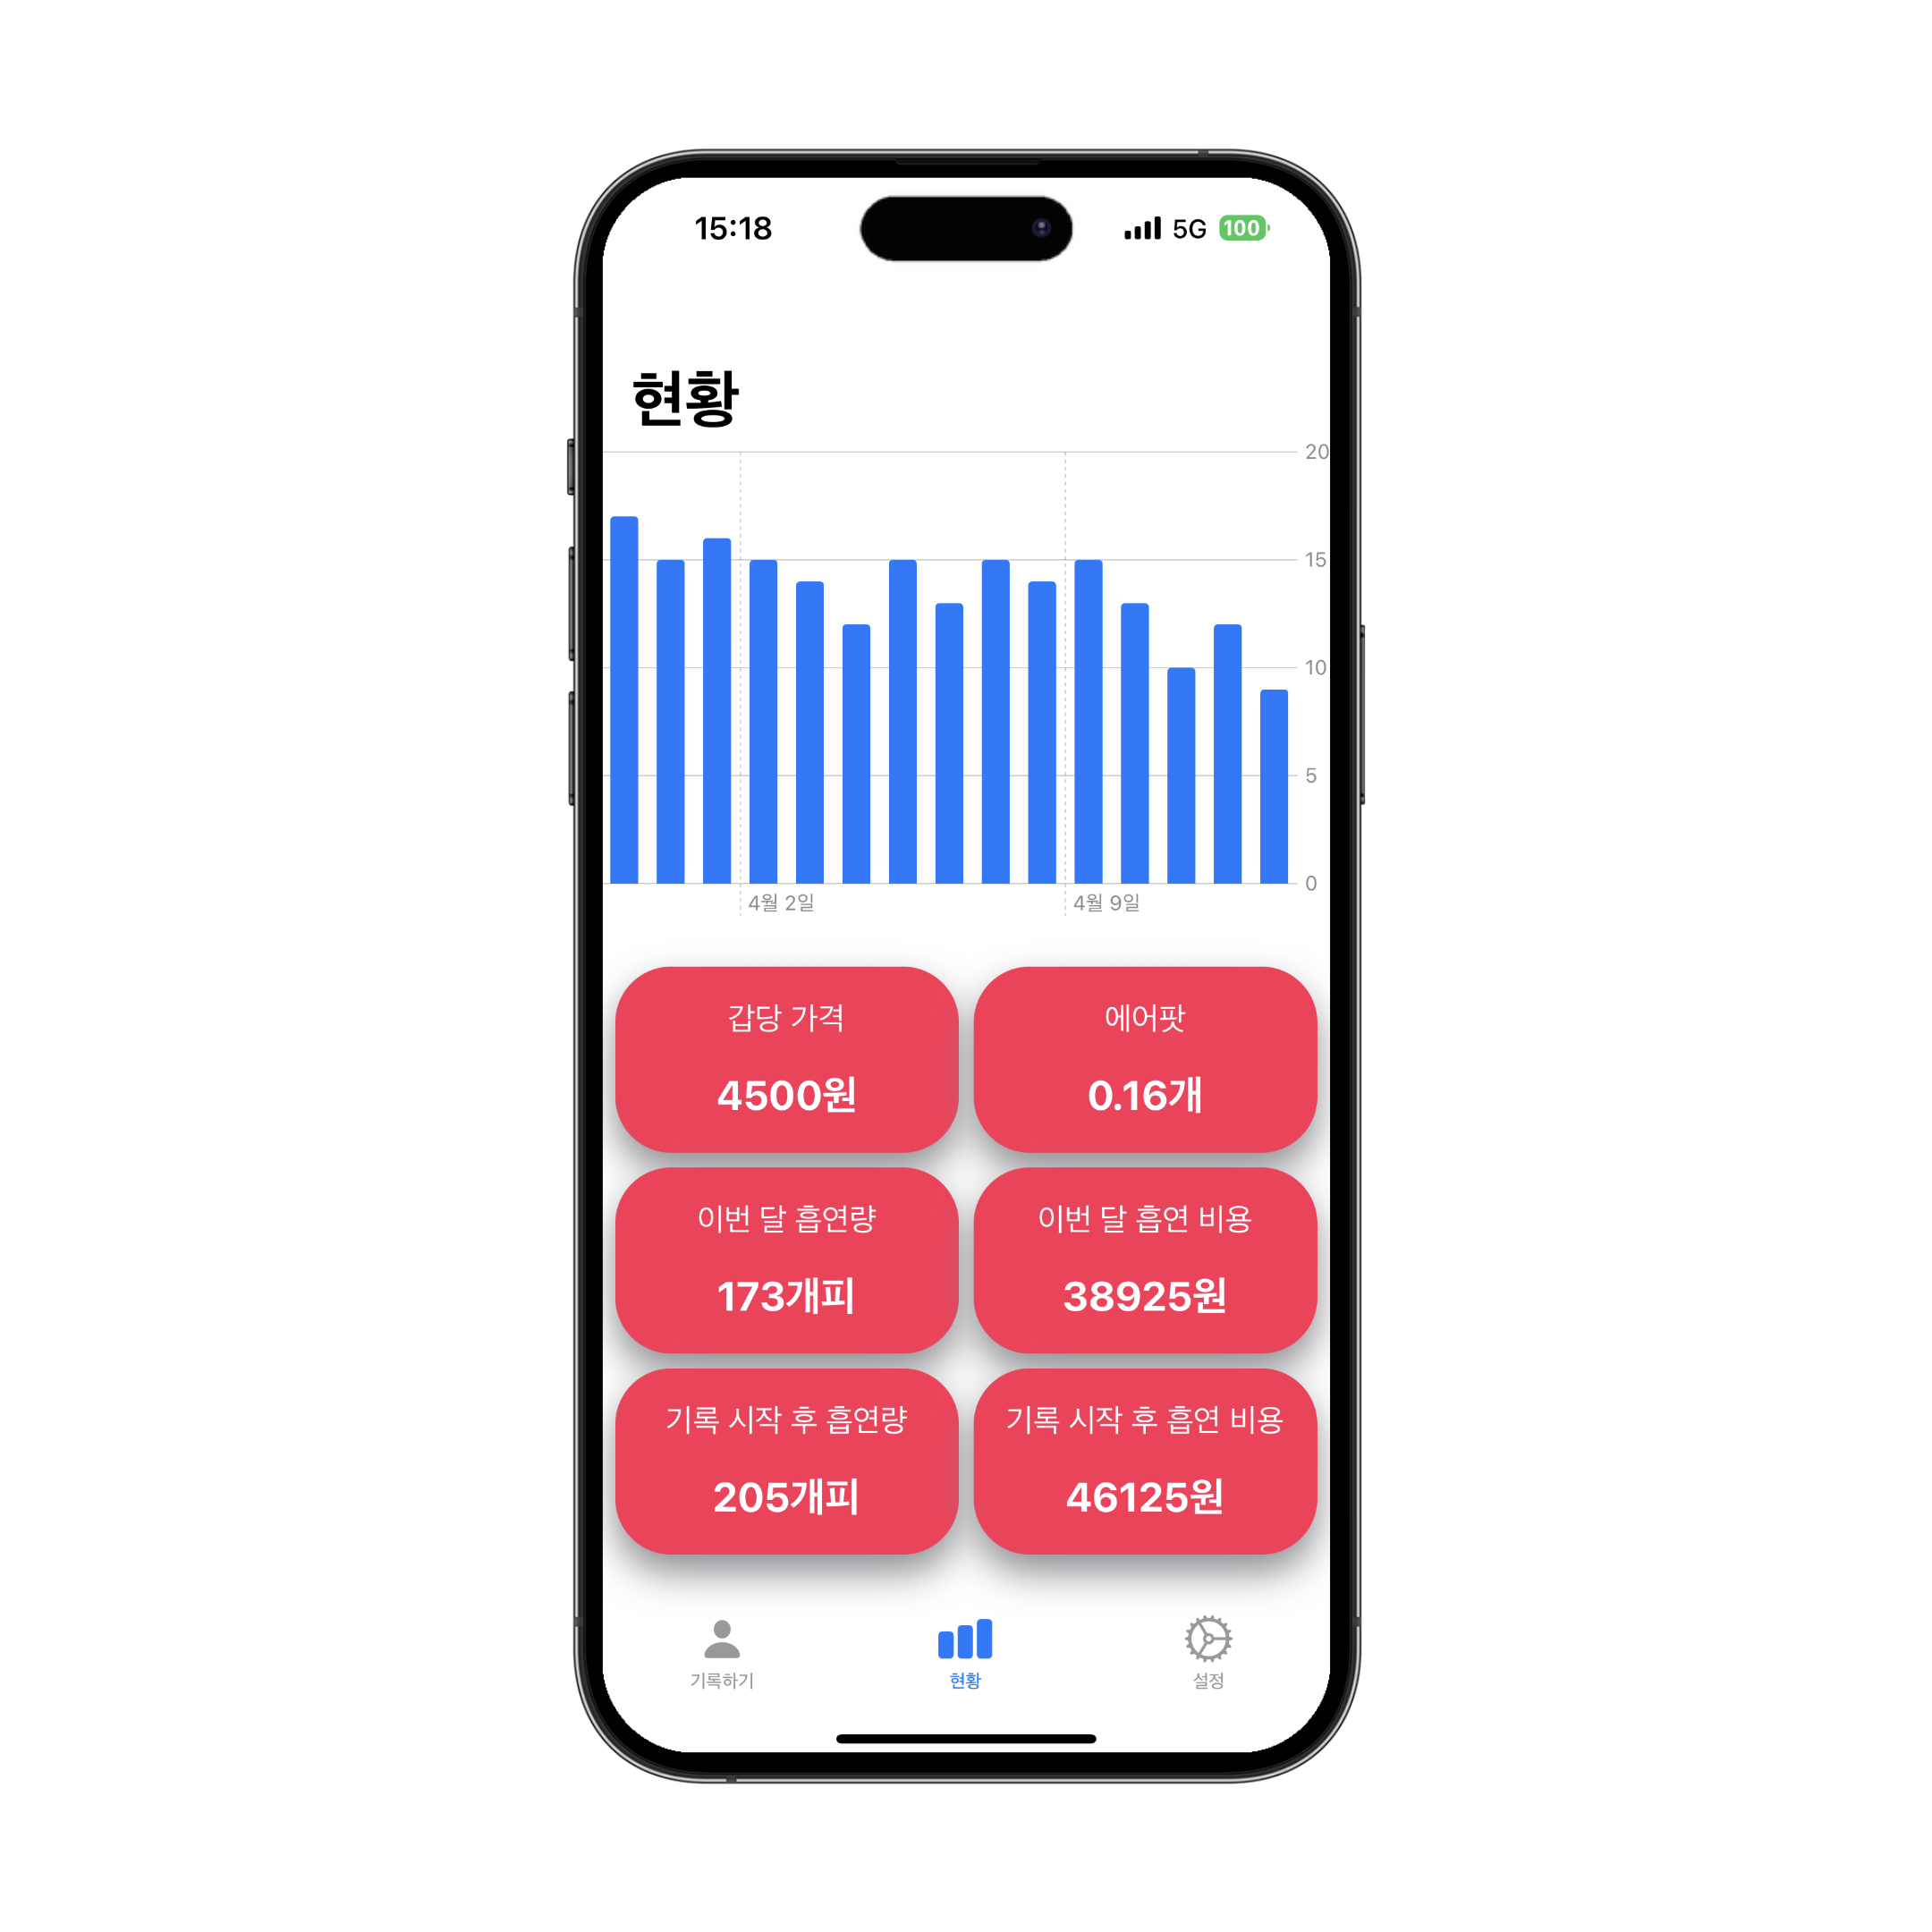 15:18 5G 100
현황
20
15
10
5
0
4월 2일 4월 9일
갑당 가격
4500원
에어팟
0.16개
이번 달 흡연량
173개피
이번 달 흡연 비용
38925원
기록 시작 후 흡연량
205개피
기록 시작 후 흡연 비용
46125원
기록하기 현황 설정